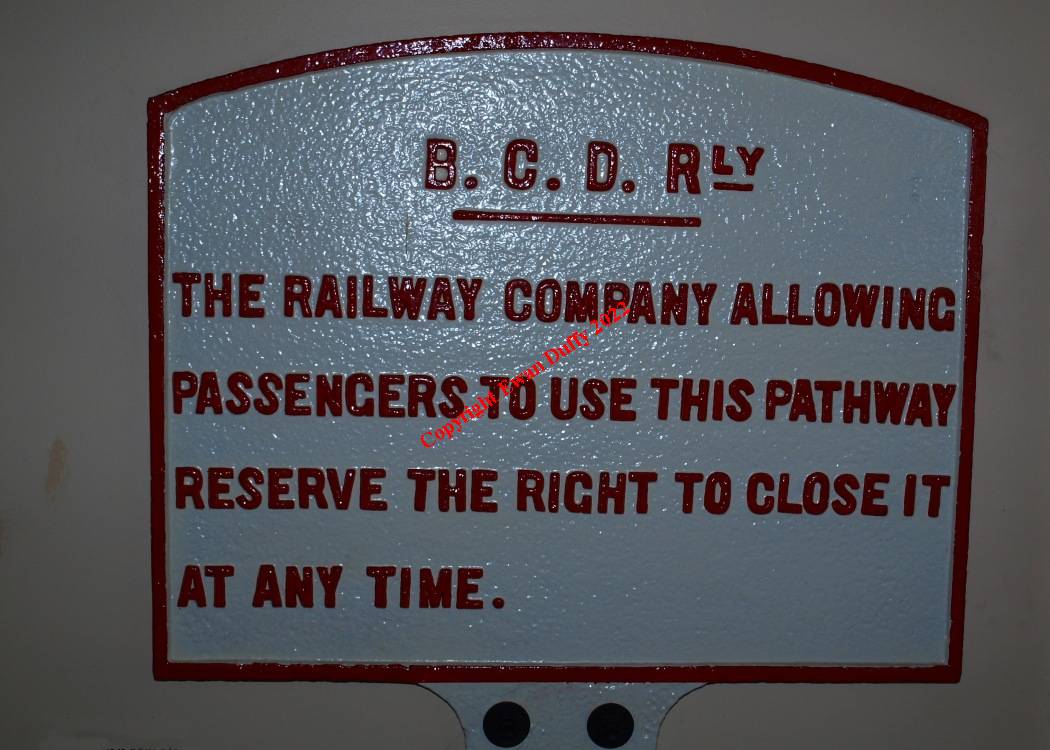 B. C. D. RLY
THE RAILWAY COMPANY ALLOWING
PASSENGERS TO USE THIS PATHWAY
RESERVE THE RIGHT TO CLOSE IT
AT ANY TIME.
Copyright Ewan Duffy 2022